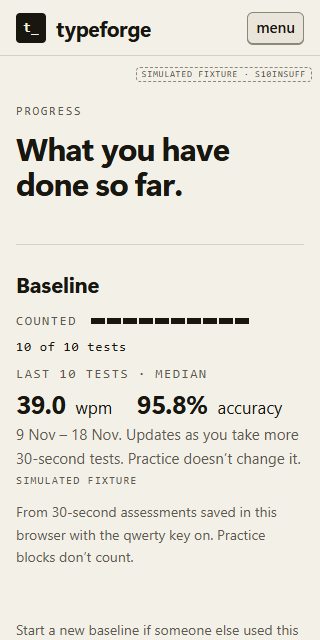 t_ typeforge menu
SIMULATED FIXTURE · S10INSUFF
PROGRESS
What you have
done so far.
Baseline
COUNTED
10 of 10 tests
LAST 10 TESTS · MEDIAN
39.0 wpm 95.8% accuracy
9 Nov – 18 Nov. Updates as you take more
30-second tests. Practice doesn’t change it.
SIMULATED FIXTURE
From 30-second assessments saved in this
browser with the qwerty key on. Practice
blocks don’t count.
Start a new baseline if someone else used this